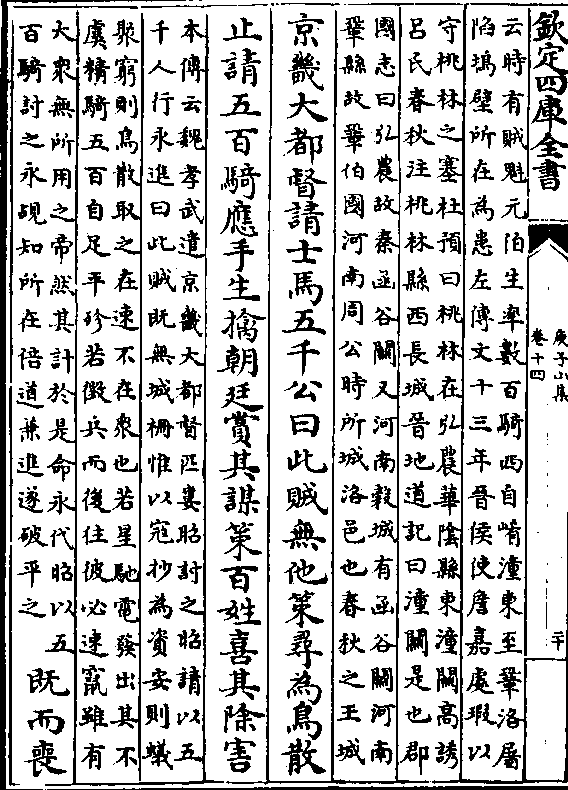 欽定四庫全書
庾子山集
卷十四
二十
云時有賊魁元伯生率數百騎西自崤潼東至鞏洛屠
陷塢壁所在為患左傳文十三年晉侯使詹嘉處瑕以
守桃林之塞杜預曰桃林在弘農華陰縣東潼關高誘
呂氏春秋注桃林縣西長城晉地道記曰潼關是也郡
國志曰弘農故秦函谷關又河南穀城有函谷關河南
鞏縣故鞏伯國河南周公時所城洛邑也春秋之王城
京畿大都督請士馬五千公曰此賊無他策尋為鳥散
止請五百騎應手生擒朝廷賞其謀策百姓喜其除害
本傳云魏孝武遣京畿大都督匹婁昭討之昭請以五
千人行永進曰此賊既無城柵惟以寇抄為資安則蟻
聚窮則鳥散取之在速不在衆也若星馳電發出其不
虞精騎五百自足平殄若徵兵而後往彼必速竄雖有
大衆無所用之帝然其計於是命永代昭以五
百騎討之永覘知所在倍道兼進遂破平之
既而喪